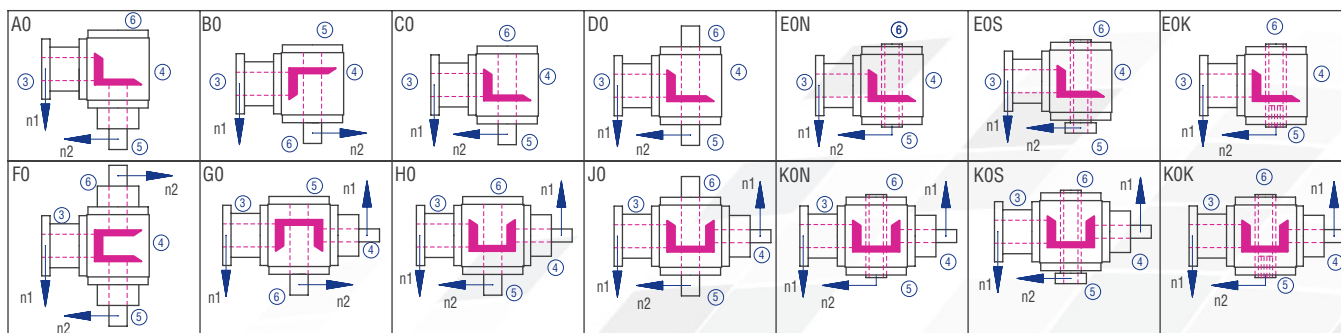 A0 ⑥ ③ ④ n1 n2 ⑤
B0 ⑤ ③ ④ n1 n2 ⑥
C0 ⑥ ③ ④ n1 n2 ⑤
D0 ⑥ ③ ④ n1 n2 ⑤
E0N ⑥ ③ ④ n1 n2 ⑤
E0S ⑥ ③ ④ n1 n2 ⑤
E0K ⑥ ③ ④ n1 n2 ⑤
F0 ⑥ n2 ③ ④ n1 n2 ⑤
G0 ⑤ n1 ③ ④ n1 n2 ⑥
H0 ⑥ n1 ③ ④ n1 n2 ⑤
J0 ⑥ n1 ③ ④ n1 n2 ⑤
K0N ⑥ n1 ③ ④ n1 n2 ⑤
K0S ⑥ n1 ③ ④ n1 n2 ⑤
K0K ⑥ n1 ③ ④ n1 n2 ⑤